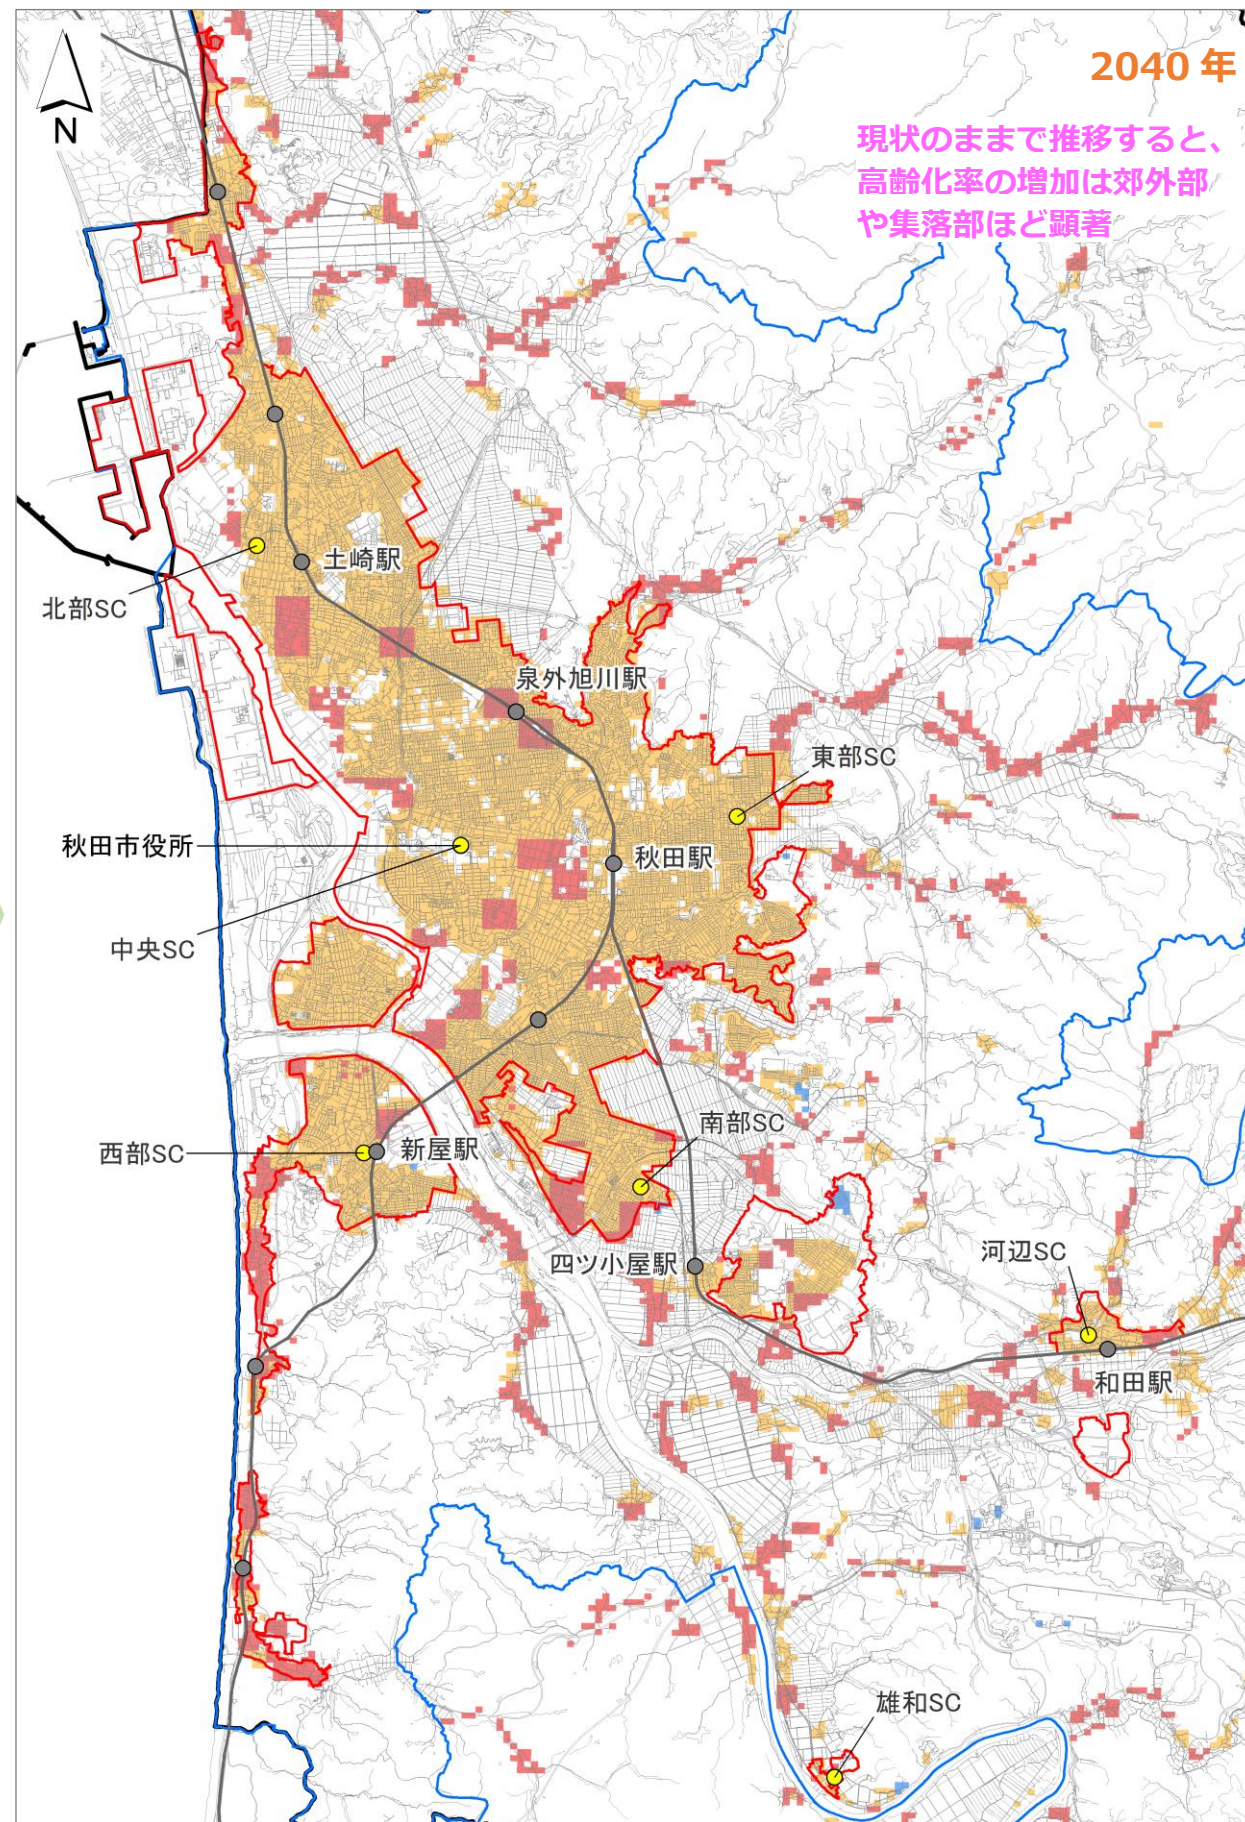 2040 年
現状のままで推移すると、
高齢化率の増加は郊外部
や集落部ほど顕著
N
土崎駅
北部SC
泉外旭川駅
東部SC
秋田市役所
秋田駅
中央SC
南部SC
西部SC
新屋駅
四ツ小屋駅
河辺SC
和田駅
雄和SC